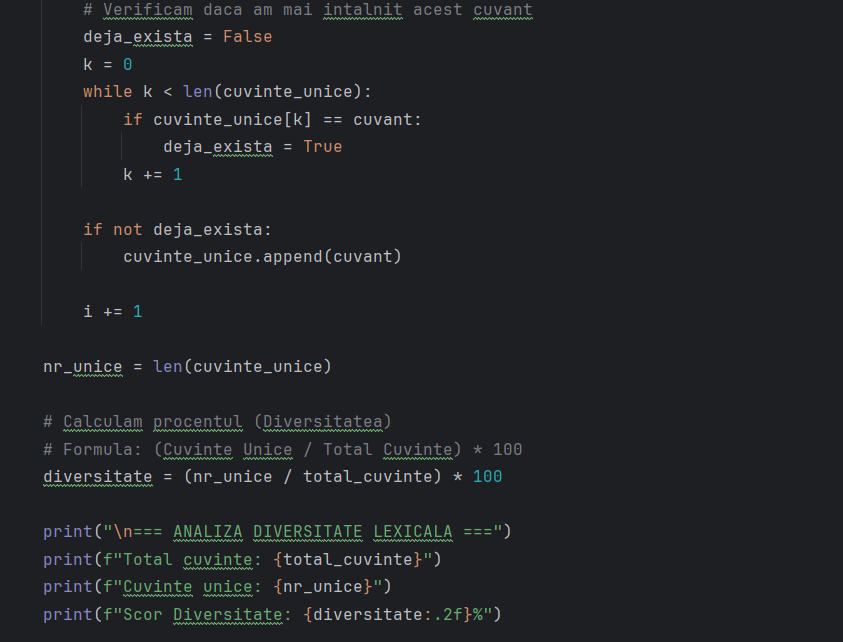 # Verificam daca am mai intalnit acest cuvant
deja_exista = False
k = 0
while k < len(cuvinte_unice):
if cuvinte_unice[k] == cuvant:
deja_exista = True
k += 1
if not deja_exista:
cuvinte_unice.append(cuvant)
i += 1
nr_unice = len(cuvinte_unice)
# Calculam procentul (Diversitatea)
# Formula: (Cuvinte Unice / Total Cuvinte) * 100
diversitate = (nr_unice / total_cuvinte) * 100
print("\n=== ANALIZA DIVERSITATE LEXICALA ===")
print(f"Total cuvinte: {total_cuvinte}")
print(f"Cuvinte unice: {nr_unice}")
print(f"Scor Diversitate: {diversitate:.2f}%")